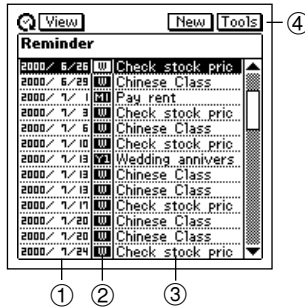 View New Tools ④
Reminder
2000/ 6/26 W Check stock pric
2000/ 6/29 W Chinese Class
2000/ 7/ 1 M1 Pay rent
2000/ 7/ 3 W Check stock pric
2000/ 7/ 6 W Chinese Class
2000/ 7/10 W Check stock pric
2000/ 7/13 Y1 Wedding annivers
2000/ 7/13 W Chinese Class
2000/ 7/13 W Chinese Class
2000/ 7/17 W Check stock pric
2000/ 7/20 W Chinese Class
2000/ 7/20 W Chinese Class
2000/ 7/24 W Check stock pric
① ② ③